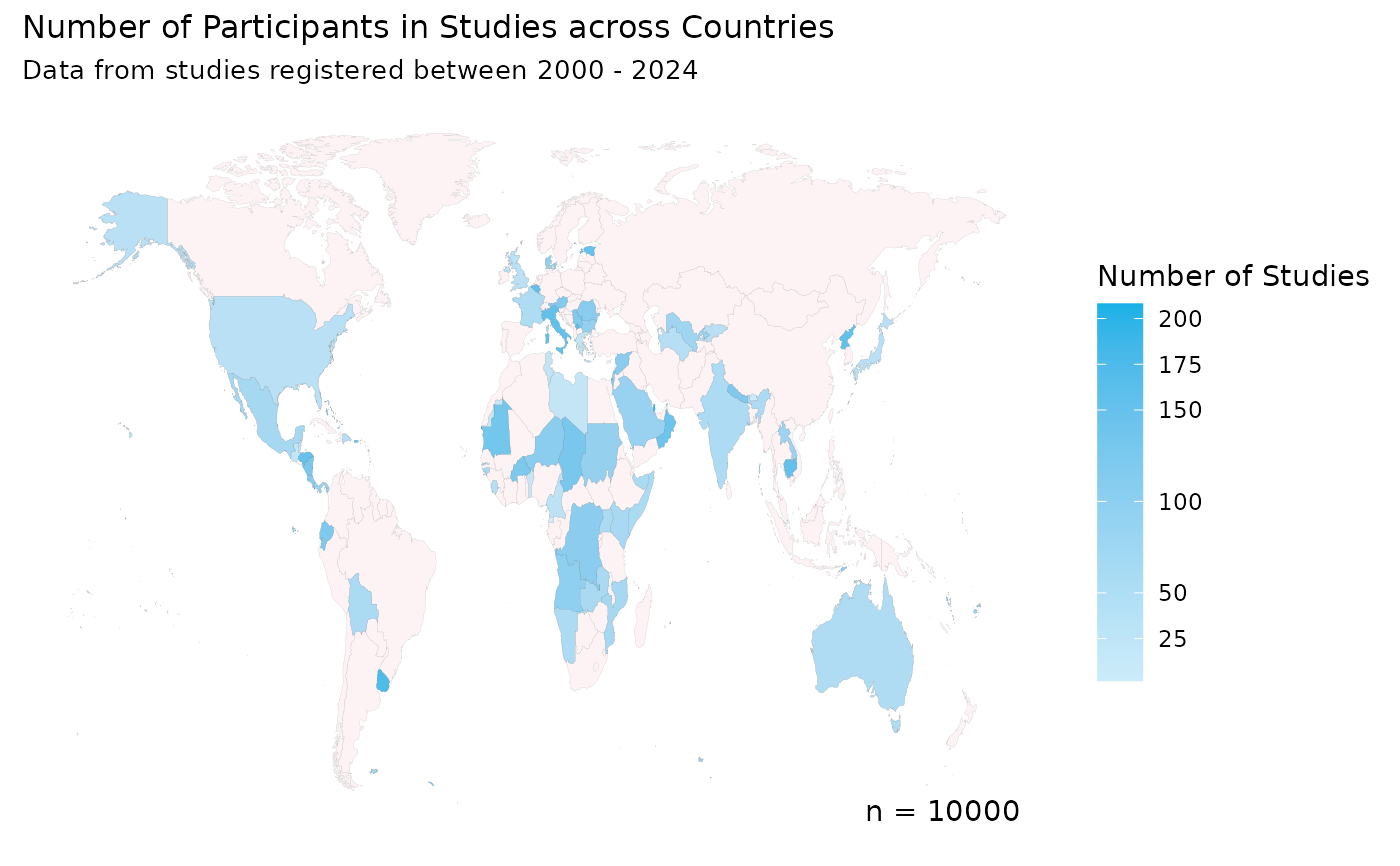 Number of Participants in Studies across Countries
Data from studies registered between 2000 - 2024
Number of Studies
200
175
150
100
50
25
n = 10000